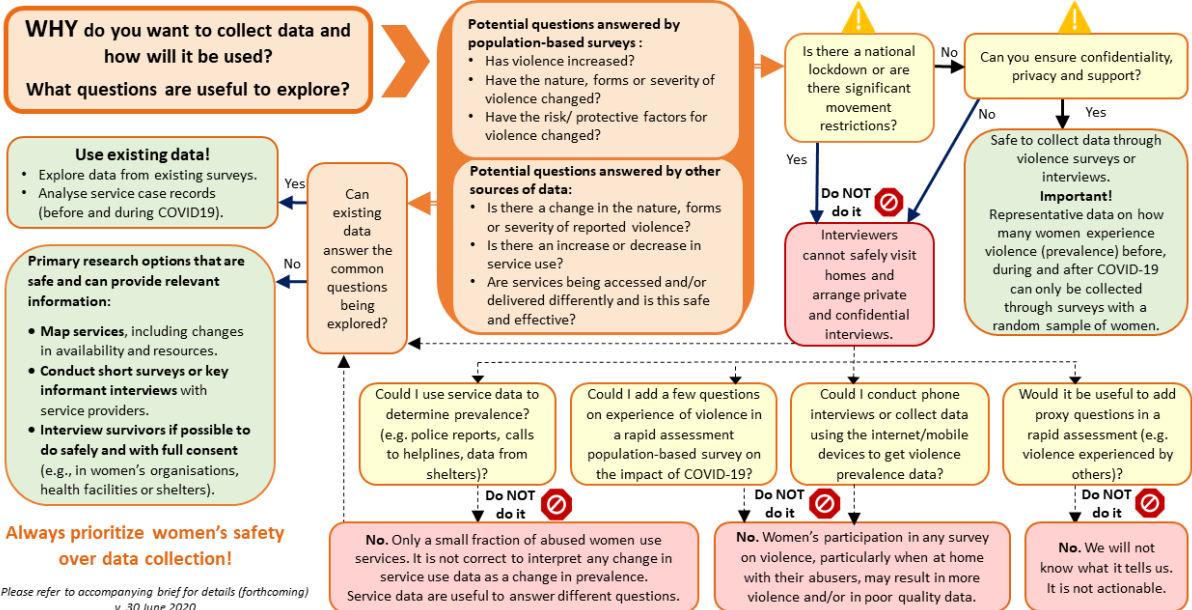 WHY do you want to collect data and
how will it be used?
What questions are useful to explore?
Potential questions answered by
population-based surveys :
• Has violence increased?
• Have the nature, forms or severity of
violence changed?
• Have the risk/ protective factors for
violence changed?
Potential questions answered by other
sources of data:
• Is there a change in the nature, forms
or severity of reported violence?
• Is there an increase or decrease in
service use?
• Are services being accessed and/or
delivered differently and is this safe
and effective?
Is there a national
lockdown or are
there significant
movement
restrictions?
No
Can you ensure confidentiality,
privacy and support?
No
Yes
Yes
Safe to collect data through
violence surveys or
interviews.
Important!
Representative data on how
many women experience
violence (prevalence) before,
during and after COVID-19
can only be collected
through surveys with a
random sample of women.
Do NOT
do it
Interviewers
cannot safely visit
homes and
arrange private
and confidential
interviews.
Can
existing
data
answer the
common
questions
being
explored?
Yes
Use existing data!
• Explore data from existing surveys.
• Analyse service case records
(before and during COVID19).
No
Primary research options that are
safe and can provide relevant
information:
• Map services, including changes
in availability and resources.
• Conduct short surveys or key
informant interviews with
service providers.
• Interview survivors if possible to
do safely and with full consent
(e.g., in women's organisations,
health facilities or shelters).
Could I use service data to
determine prevalence?
(e.g. police reports, calls
to helplines, data from
shelters)?
Could I add a few questions
on experience of violence in
a rapid assessment
population-based survey on
the impact of COVID-19?
Could I conduct phone
interviews or collect data
using the internet/mobile
devices to get violence
prevalence data?
Would it be useful to add
proxy questions in a
rapid assessment (e.g.
violence experienced by
others)?
Do NOT
do it
Do NOT
do it
Do NOT
do it
No. Only a small fraction of abused women use
services. It is not correct to interpret any change in
service use data as a change in prevalence.
Service data are useful to answer different questions.
No. Women's participation in any survey
on violence, particularly when at home
with their abusers, may result in more
violence and/or in poor quality data.
No. We will not
know what it tells us.
It is not actionable.
Always prioritize women's safety
over data collection!
Please refer to accompanying brief for details (forthcoming)
v. 30 June 2020